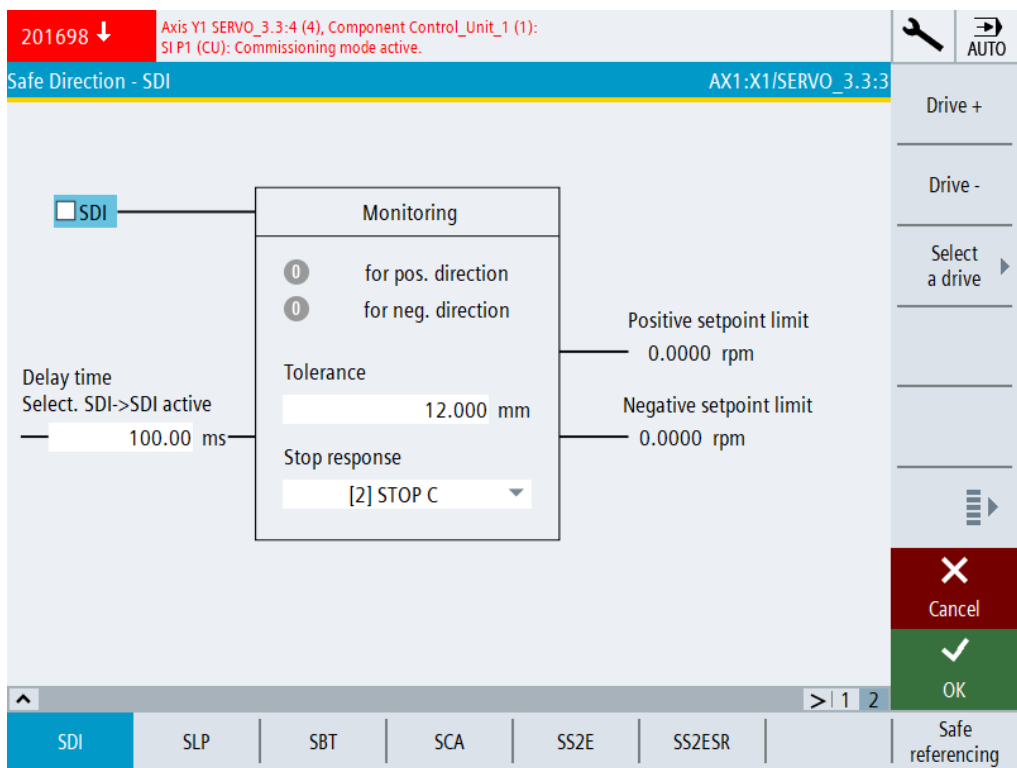 201698
Axis Y1 SERVO_3.3:4 (4), Component Control_Unit_1 (1):
SI P1 (CU): Commissioning mode active.
AUTO
Safe Direction - SDI
AX1:X1/SERVO_3.3:3
Drive +
Drive -
Select
a drive
SDI
Monitoring
0 for pos. direction
0 for neg. direction
Positive setpoint limit
0.0000 rpm
Delay time
Select. SDI->SDI active
100.00 ms
Tolerance
12.000 mm
Negative setpoint limit
0.0000 rpm
Stop response
[2] STOP C
Cancel
OK
> 1 2
SDI
SLP
SBT
SCA
SS2E
SS2ESR
Safe
referencing